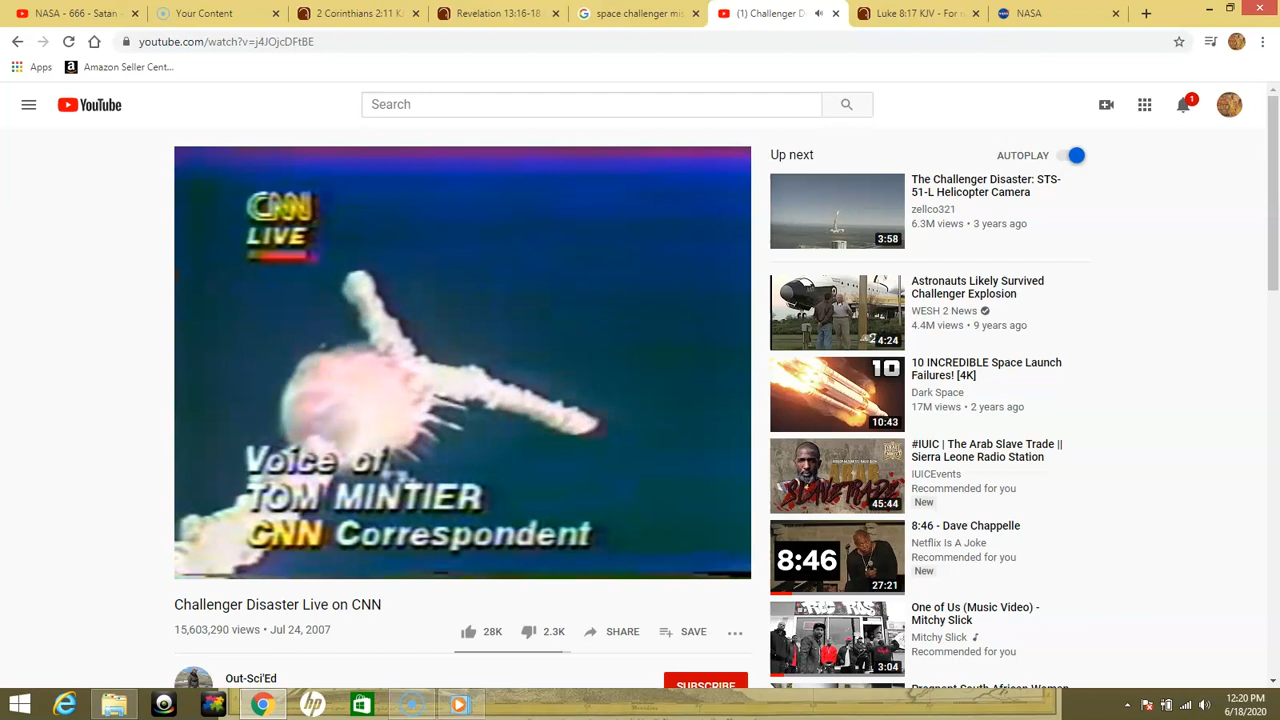 NASA - 666 - Satan
2 Corinthians 2:11 K
Revelation 13:16-18
space challenger mis
(1) Challenger D
Luke 8:17 KJV - For n
NASA
youtube.com/watch?v=j4JOjcDFtBE
Apps
Amazon Seller Cent...
YouTube
Search
1
CNN
LIVE
Voice of
TOM MINTIER
CNN Correspondent
Challenger Disaster Live on CNN
15,603,290 views • Jul 24, 2007
28K
2.3K
SHARE
SAVE
Out-Sci'Ed
SUBSCRIBE
Up next
AUTOPLAY
3:58
The Challenger Disaster: STS-
51-L Helicopter Camera
zellco321
6.3M views • 3 years ago
4:24
Astronauts Likely Survived
Challenger Explosion
WESH 2 News
4.4M views • 9 years ago
10
10:43
10 INCREDIBLE Space Launch
Failures! [4K]
Dark Space
17M views • 2 years ago
SLAVE TRADE
45:44
#IUIC | The Arab Slave Trade ||
Sierra Leone Radio Station
IUICEvents
Recommended for you
New
8:46
27:21
8:46 - Dave Chappelle
Netflix Is A Joke
Recommended for you
New
3:04
One of Us (Music Video) -
Mitchy Slick
Mitchy Slick
Recommended for you
Pregnant South African Women
12:20 PM
6/18/2020